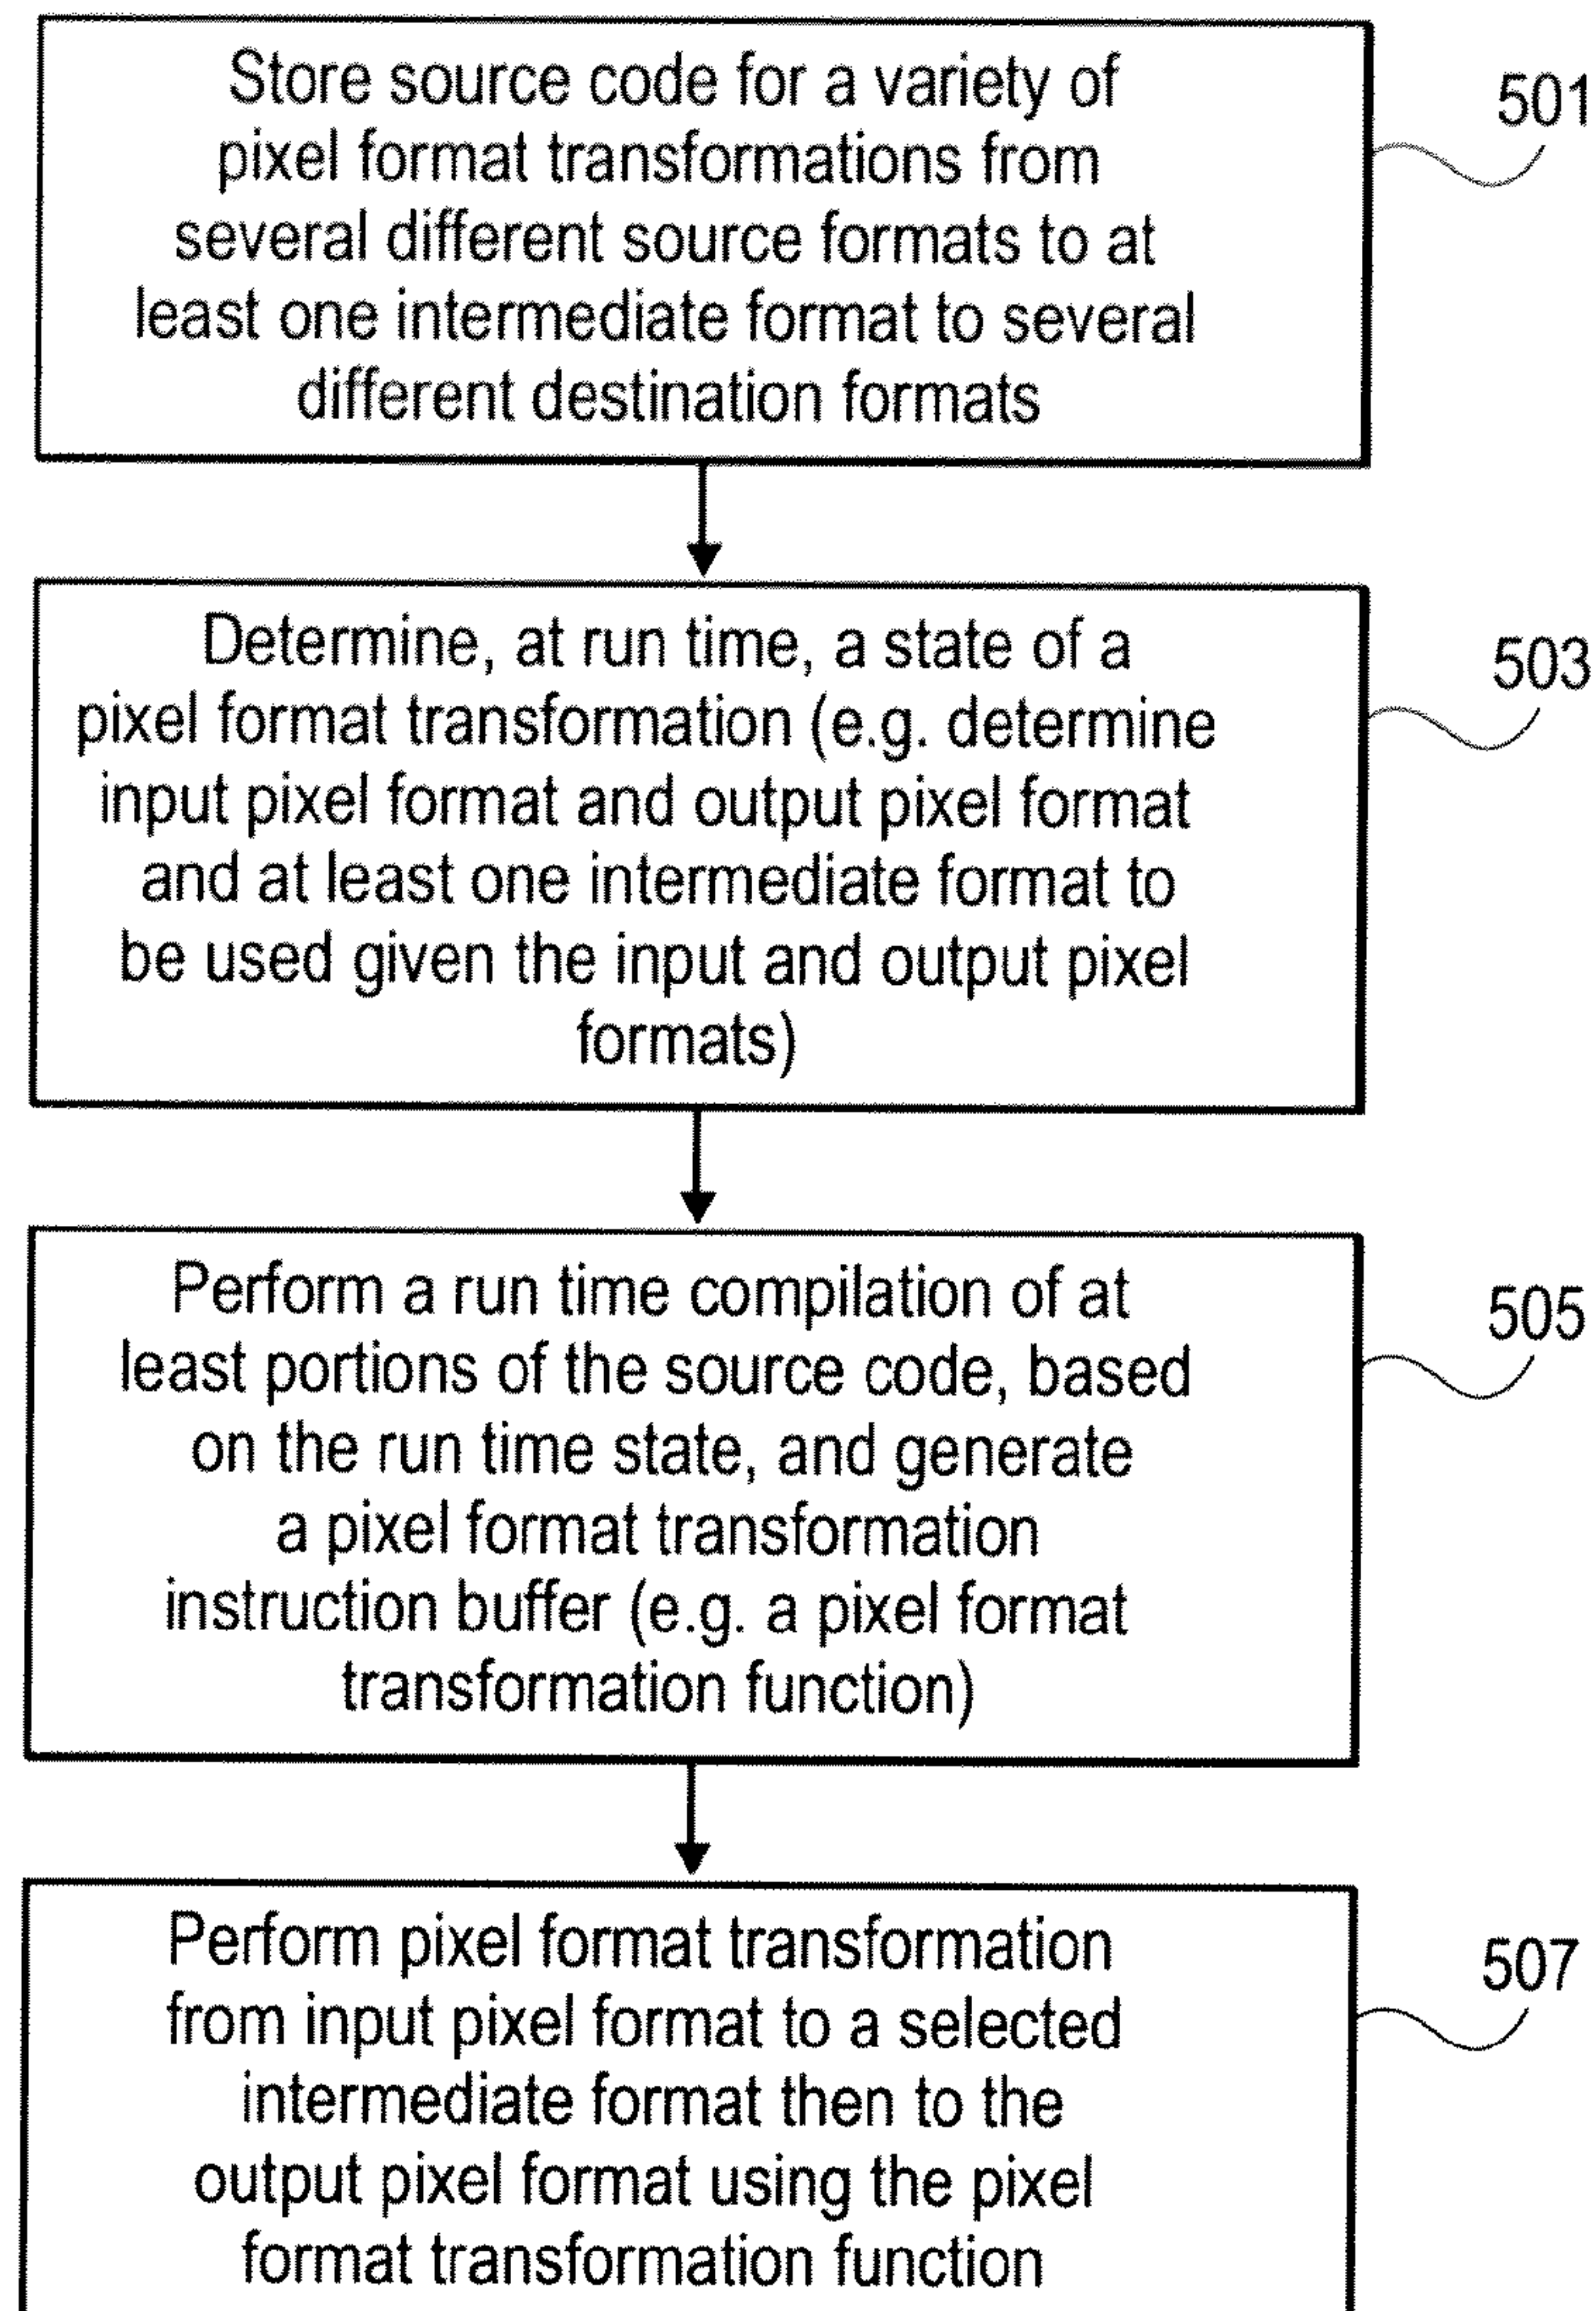 Store source code for a variety of
pixel format transformations from
several different source formats to at
least one intermediate format to several
different destination formats
501
Determine, at run time, a state of a
pixel format transformation (e.g. determine
input pixel format and output pixel format
and at least one intermediate format to
be used given the input and output pixel
formats)
503
Perform a run time compilation of at
least portions of the source code, based
on the run time state, and generate
a pixel format transformation
instruction buffer (e.g. a pixel format
transformation function)
505
Perform pixel format transformation
from input pixel format to a selected
intermediate format then to the
output pixel format using the pixel
format transformation function
507